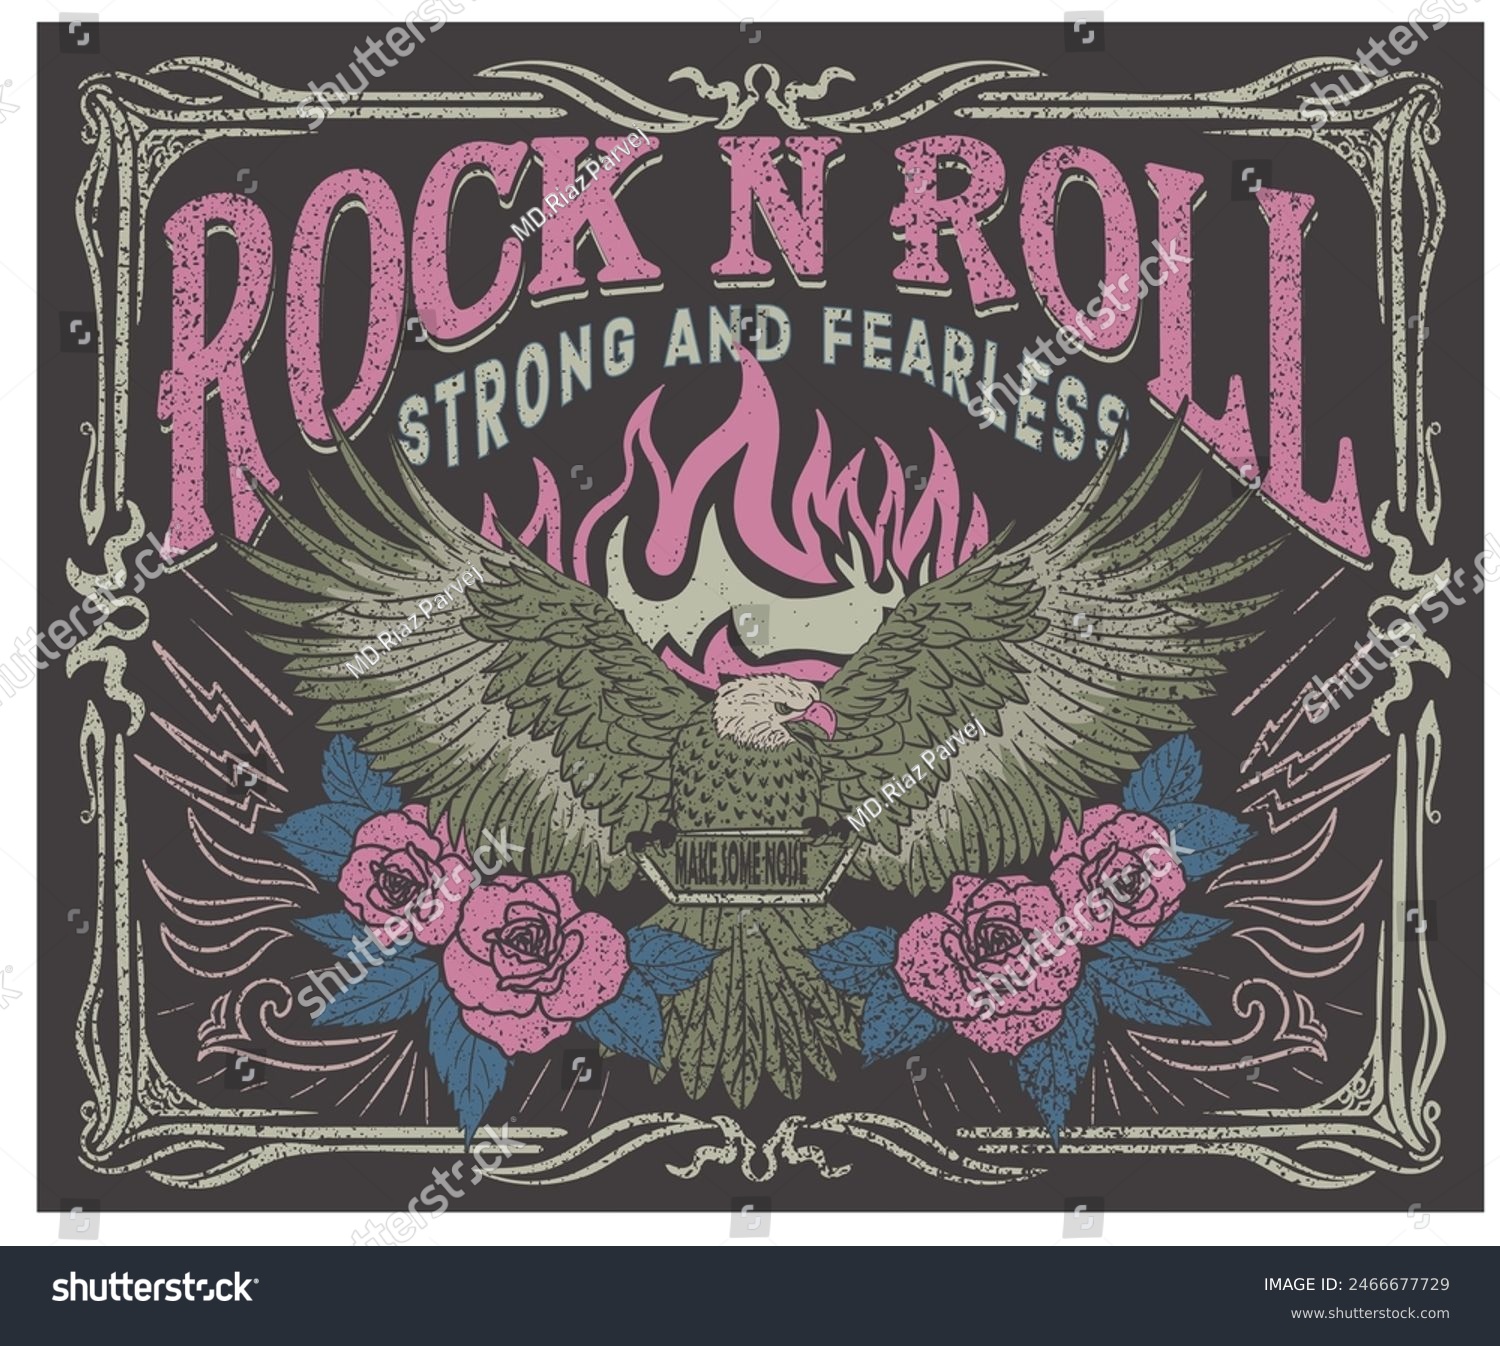 ROCK N ROLL
STRONG AND FEARLESS
MAKE SOME NOISE
shutterstock
MD.Riaz Parvej
shutterstock
IMAGE ID: 2466677729
www.shutterstock.com